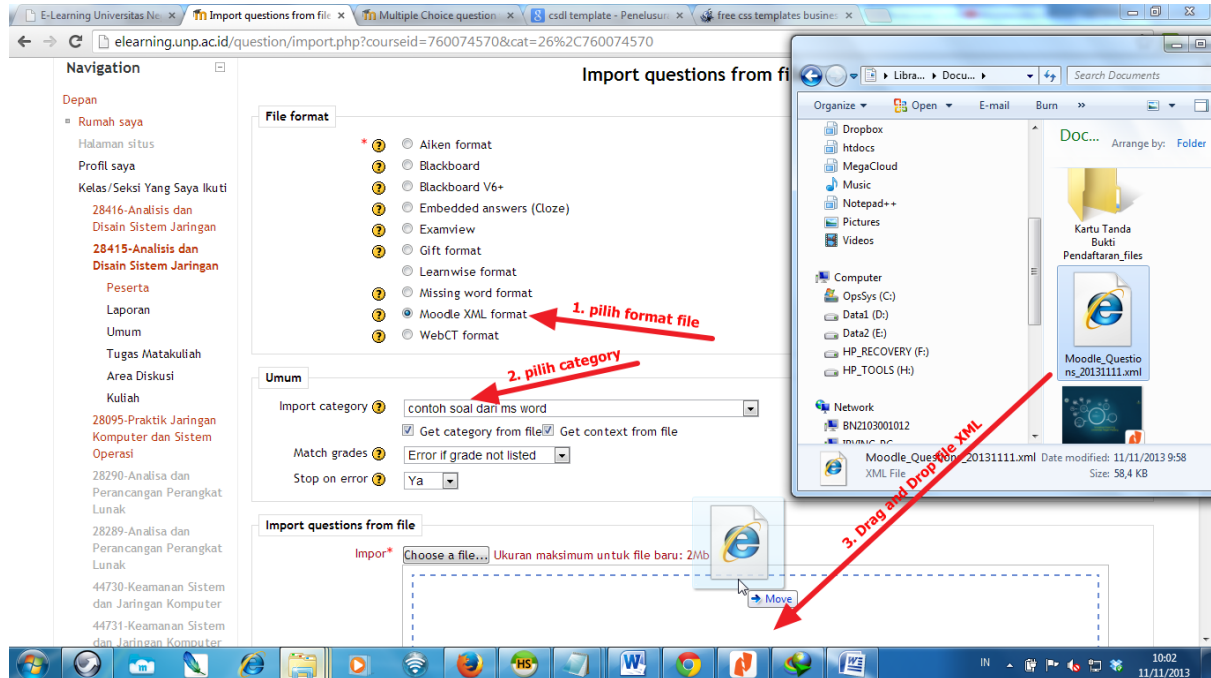 E-Learning Universitas Ne
Import questions from file
Multiple Choice question
csdl template - Penelusur
free css templates busines
elearning.unp.ac.id/question/import.php?courseid=760074570&cat=26%2C760074570
Navigation
Depan
Rumah saya
Halaman situs
Profil saya
Kelas/Seksi Yang Saya Ikuti
28416-Analisis dan
Disain Sistem Jaringan
28415-Analisis dan
Disain Sistem Jaringan
Peserta
Laporan
Umum
Tugas Matakuliah
Area Diskusi
Kuliah
28095-Praktik Jaringan
Komputer dan Sistem
Operasi
28290-Analisa dan
Perancangan Perangkat
Lunak
28289-Analisa dan
Perancangan Perangkat
Lunak
44730-Keamanan Sistem
dan Jaringan Komputer
44731-Keamanan Sistem
dan Jaringan Komputer
Import questions from fi
File format
* Aiken format
Blackboard
Blackboard V6+
Embedded answers (Cloze)
Examview
Gift format
Learnwise format
Missing word format
Moodle XML format
WebCT format
1. pilih format file
Umum
2. pilih category
Import category contoh soal dari ms word
Get category from file Get context from file
Match grades Error if grade not listed
Stop on error Ya
Import questions from file
Impor* Choose a file... Ukuran maksimum untuk file baru: 2Mb
Move
3. Drag and Drop file XML
Libra... Docu...
Search Documents
Organize Open E-mail Burn »
Dropbox
htdocs
MegaCloud
Music
Notepad++
Pictures
Videos
Computer
OpsSys (C:)
Data1 (D:)
Data2 (E:)
HP_RECOVERY (F:)
HP_TOOLS (H:)
Network
BN2103001012
Doc... Arrange by: Folder
Kartu Tanda
Bukti
Pendaftaran_files
Moodle_Questio
ns_20131111.xml
Moodle_Questions_20131111.xml Date modified: 11/11/2013 9:58
XML File Size: 58,4 KB
HS
IN
10:02
11/11/2013